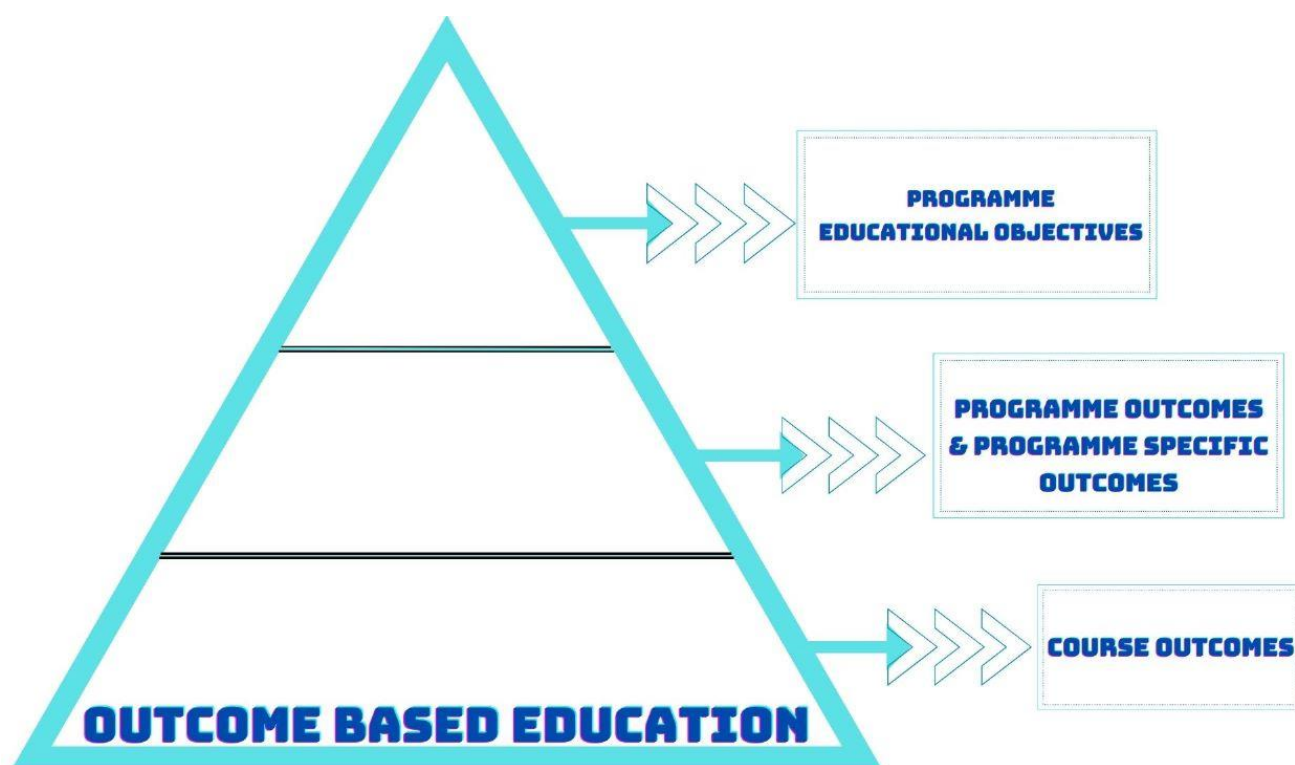 PROGRAMME
EDUCATIONAL OBJECTIVES
PROGRAMME OUTCOMES
& PROGRAMME SPECIFIC
OUTCOMES
COURSE OUTCOMES
OUTCOME BASED EDUCATION